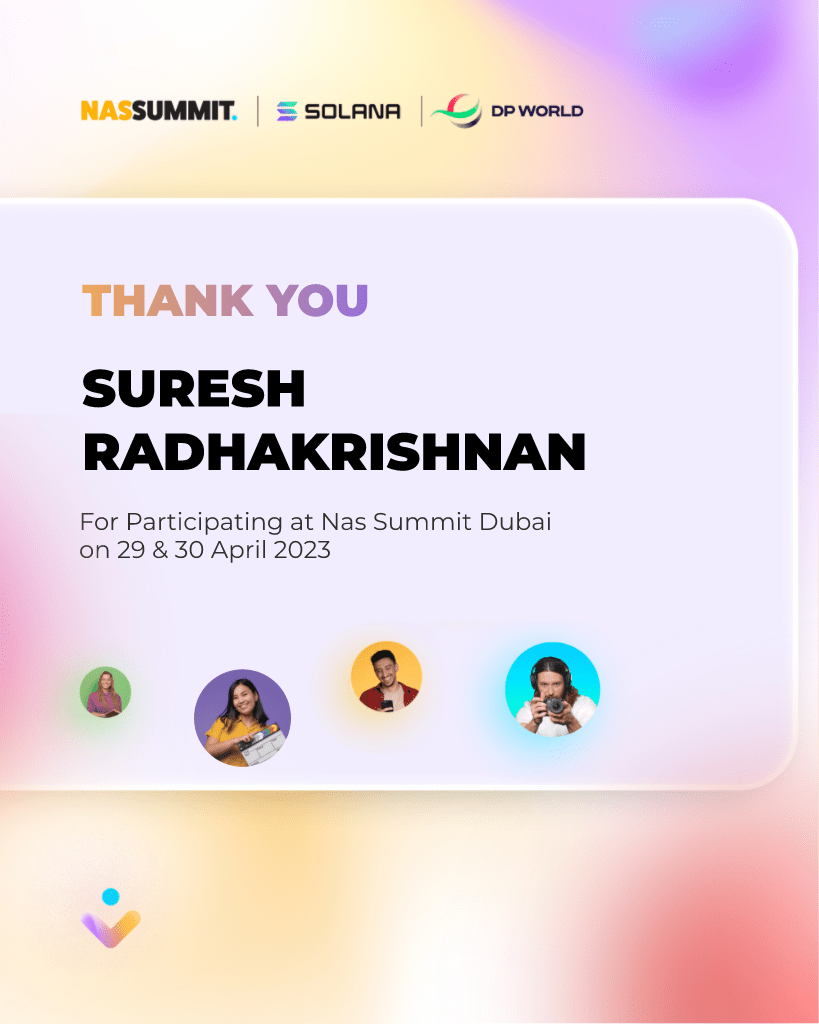 NASSUMMIT.
SOLANA
DP WORLD
THANK YOU
SURESH
RADHAKRISHNAN
For Participating at Nas Summit Dubai
on 29 & 30 April 2023